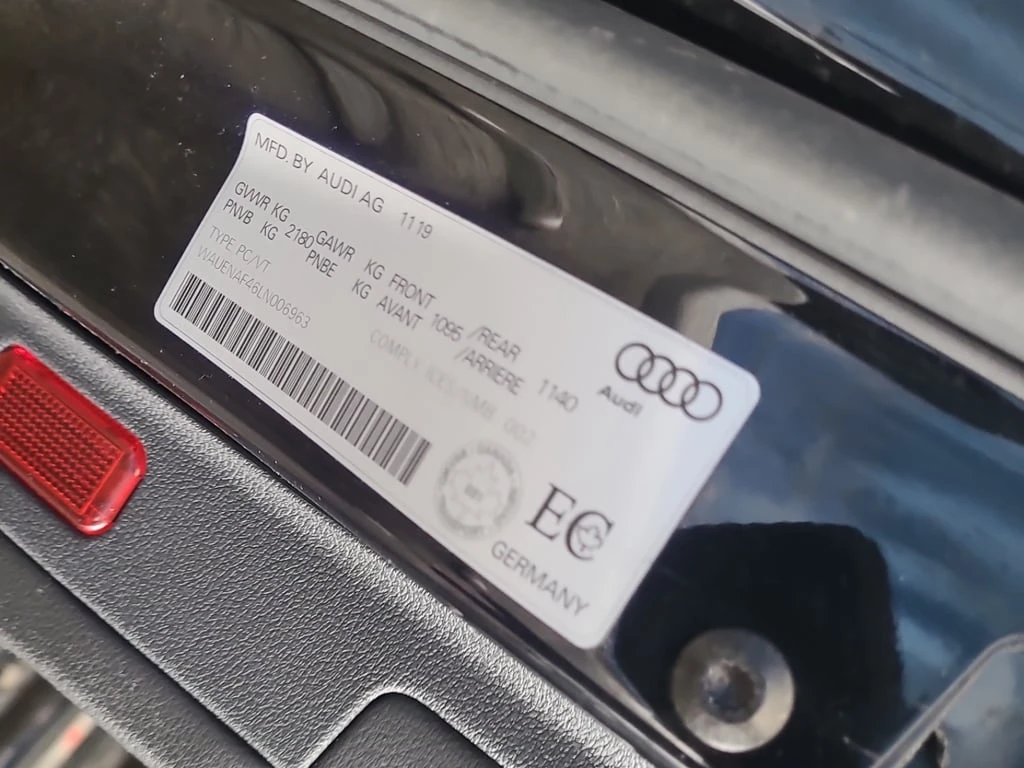 MFD. BY AUDI AG 1119
GVWR KG 2180 GAWR KG FRONT 1095 /REAR 1140
PNVB KG PNBE KG AVANT /ARRIERE
TYPE PC/VT
WAUENAF46LN006963
Audi
EC
GERMANY